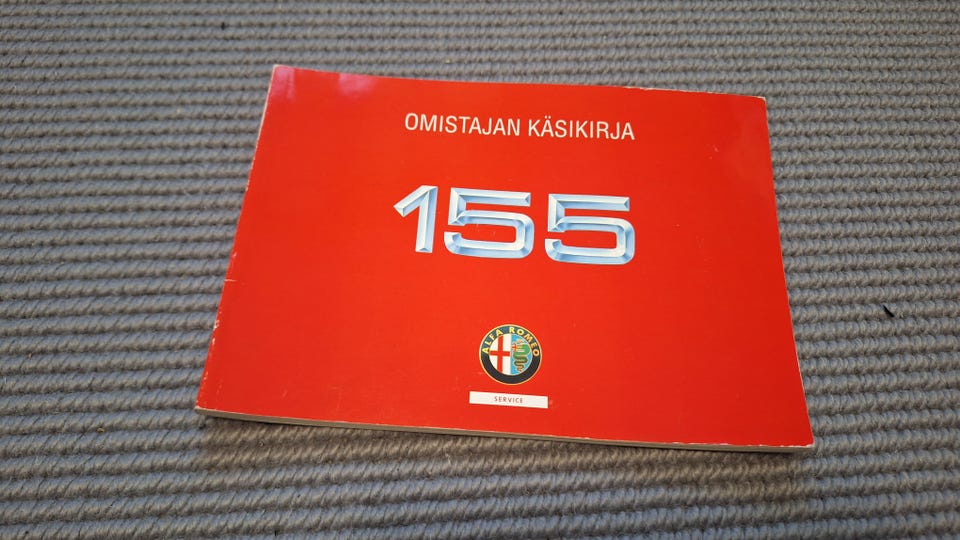 OMISTAJAN KÄSIKIRJA
155
ALFA ROMEO
SERVICE